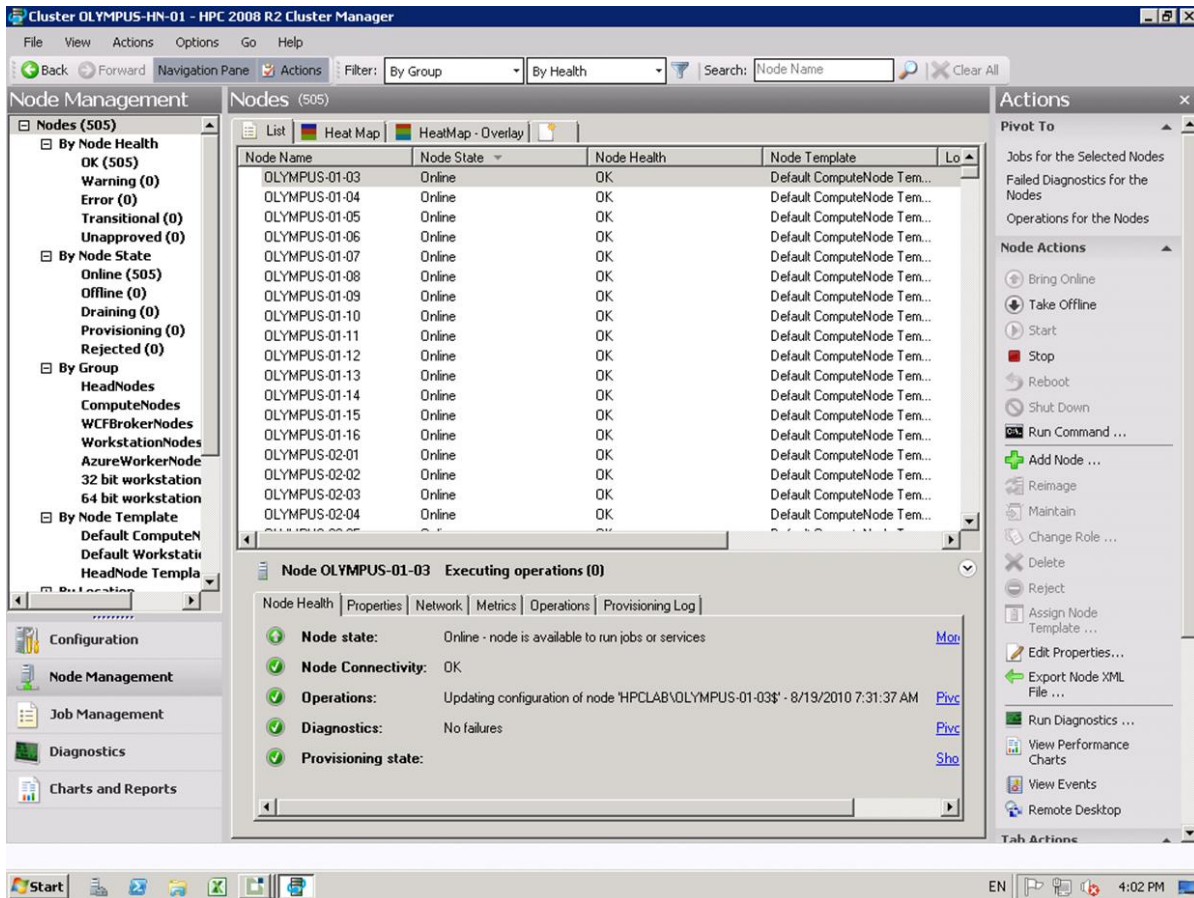 Cluster OLYMPUS-HN-01 - HPC 2008 R2 Cluster Manager
File View Actions Options Go Help
Back Forward Navigation Pane Actions Filter: By Group By Health Search: Node Name Clear All
Node Management
Nodes (505)
By Node Health
OK (505)
Warning (0)
Error (0)
Transitional (0)
Unapproved (0)
By Node State
Online (505)
Offline (0)
Draining (0)
Provisioning (0)
Rejected (0)
By Group
HeadNodes
ComputeNodes
WCFBrokerNodes
WorkstationNodes
AzureWorkerNode
32 bit workstation
64 bit workstation
By Node Template
Default ComputeN
Default Workstati
HeadNode Templa
By Location
Configuration
Node Management
Job Management
Diagnostics
Charts and Reports
Nodes (505)
List Heat Map HeatMap - Overlay
Node Name Node State Node Health Node Template Lo
OLYMPUS-01-03 Online OK Default ComputeNode Tem...
OLYMPUS-01-04 Online OK Default ComputeNode Tem...
OLYMPUS-01-05 Online OK Default ComputeNode Tem...
OLYMPUS-01-06 Online OK Default ComputeNode Tem...
OLYMPUS-01-07 Online OK Default ComputeNode Tem...
OLYMPUS-01-08 Online OK Default ComputeNode Tem...
OLYMPUS-01-09 Online OK Default ComputeNode Tem...
OLYMPUS-01-10 Online OK Default ComputeNode Tem...
OLYMPUS-01-11 Online OK Default ComputeNode Tem...
OLYMPUS-01-12 Online OK Default ComputeNode Tem...
OLYMPUS-01-13 Online OK Default ComputeNode Tem...
OLYMPUS-01-14 Online OK Default ComputeNode Tem...
OLYMPUS-01-15 Online OK Default ComputeNode Tem...
OLYMPUS-01-16 Online OK Default ComputeNode Tem...
OLYMPUS-02-01 Online OK Default ComputeNode Tem...
OLYMPUS-02-02 Online OK Default ComputeNode Tem...
OLYMPUS-02-03 Online OK Default ComputeNode Tem...
OLYMPUS-02-04 Online OK Default ComputeNode Tem...
Node OLYMPUS-01-03 Executing operations (0)
Node Health Properties Network Metrics Operations Provisioning Log
Node state: Online - node is available to run jobs or services Mor
Node Connectivity: OK
Operations: Updating configuration of node 'HPCLAB\OLYMPUS-01-03$' - 8/19/2010 7:31:37 AM Pivo
Diagnostics: No failures Pivo
Provisioning state: Sho
Actions
Pivot To
Jobs for the Selected Nodes
Failed Diagnostics for the
Nodes
Operations for the Nodes
Node Actions
Bring Online
Take Offline
Start
Stop
Reboot
Shut Down
Run Command ...
Add Node ...
Reimage
Maintain
Change Role ...
Delete
Reject
Assign Node
Template ...
Edit Properties...
Export Node XML
File ...
Run Diagnostics ...
View Performance
Charts
View Events
Remote Desktop
Tab Actions
Start EN 4:02 PM